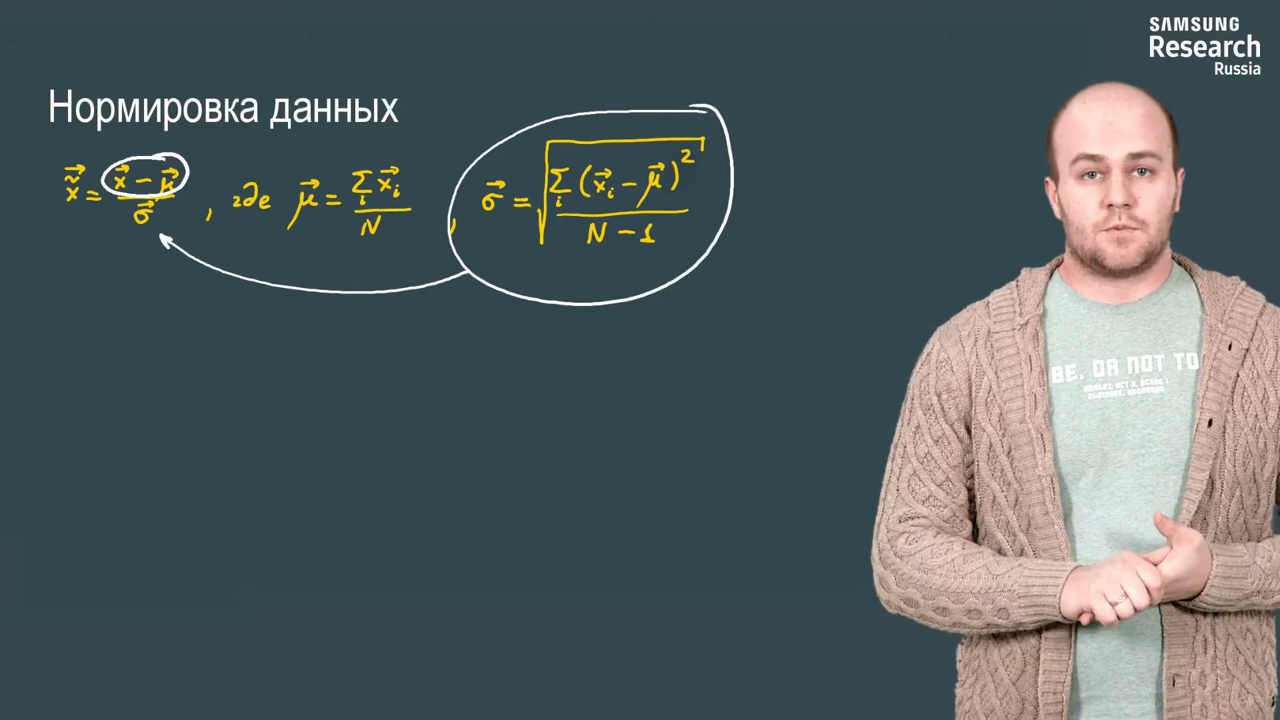 SAMSUNG
Research
Russia
Нормировка данных
x̃⃗ = (x⃗ − μ⃗) / σ⃗ , где μ⃗ = Σᵢ x⃗ᵢ / N , σ⃗ = √(Σᵢ (x⃗ᵢ − μ⃗)² / (N − 1))
BE, OR NOT TO